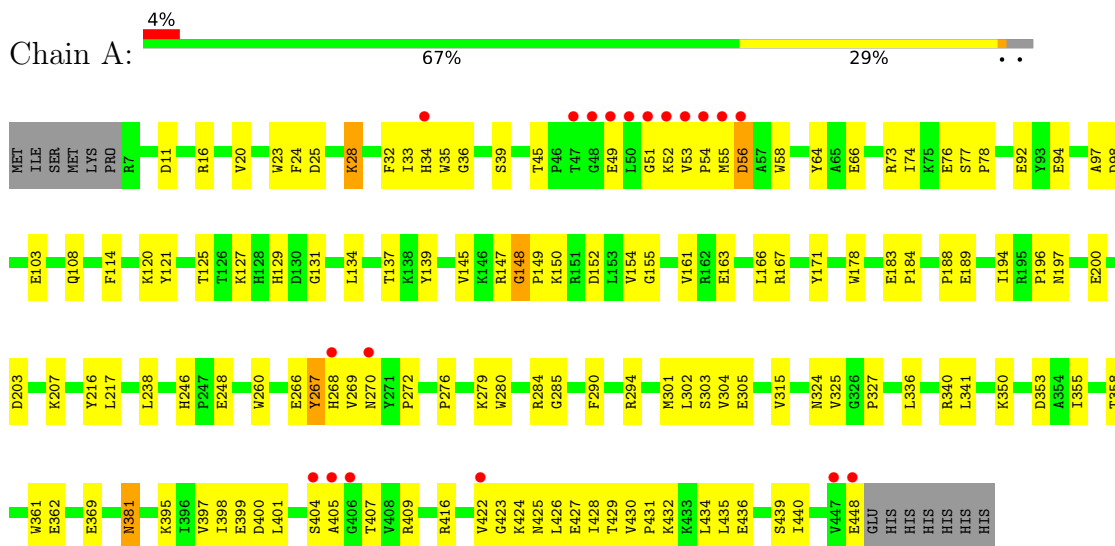 4%
Chain A:
67% 29% • •
MET ILE SER MET LYS PRO R7 D11 R16 V20 W23 F24 D25 K28 F32 I33 H34 W35 G36 S39 T45 P46 T47 G48 E49 L50 G51 K52 V53 P54 M55 D56 A57 W58 Y64 A65 E66 R73 I74 K75 E76 S77 P78 E92 Y93 E94 A97 D98
E103 Q108 F114 K120 Y121 T125 T126 K127 H128 H129 D130 G131 L134 T137 K138 Y139 V145 K146 R147 G148 P149 K150 R151 D152 L153 V154 G155 V161 R162 E163 L166 R167 Y171 W178 E183 P184 P188 E189 I194 R195 P196 N197 E200
D203 K207 Y216 L217 L238 H246 P247 E248 W260 E266 Y267 H268 V269 N270 Y271 P272 P276 K279 W280 R284 G285 F290 R294 M301 L302 S303 V304 E305 V315 N324 V325 G326 P327 L336 R340 L341 K350 D353 A354 I355 T358
W361 E362 E369 N381 K395 I396 V397 I398 E399 D400 L401 S404 A405 G406 T407 V408 R409 R416 V422 G423 K424 N425 L426 E427 I428 T429 V430 P431 K432 K433 L434 L435 E436 S439 I440 V447 E448 GLU HIS HIS HIS HIS HIS HIS